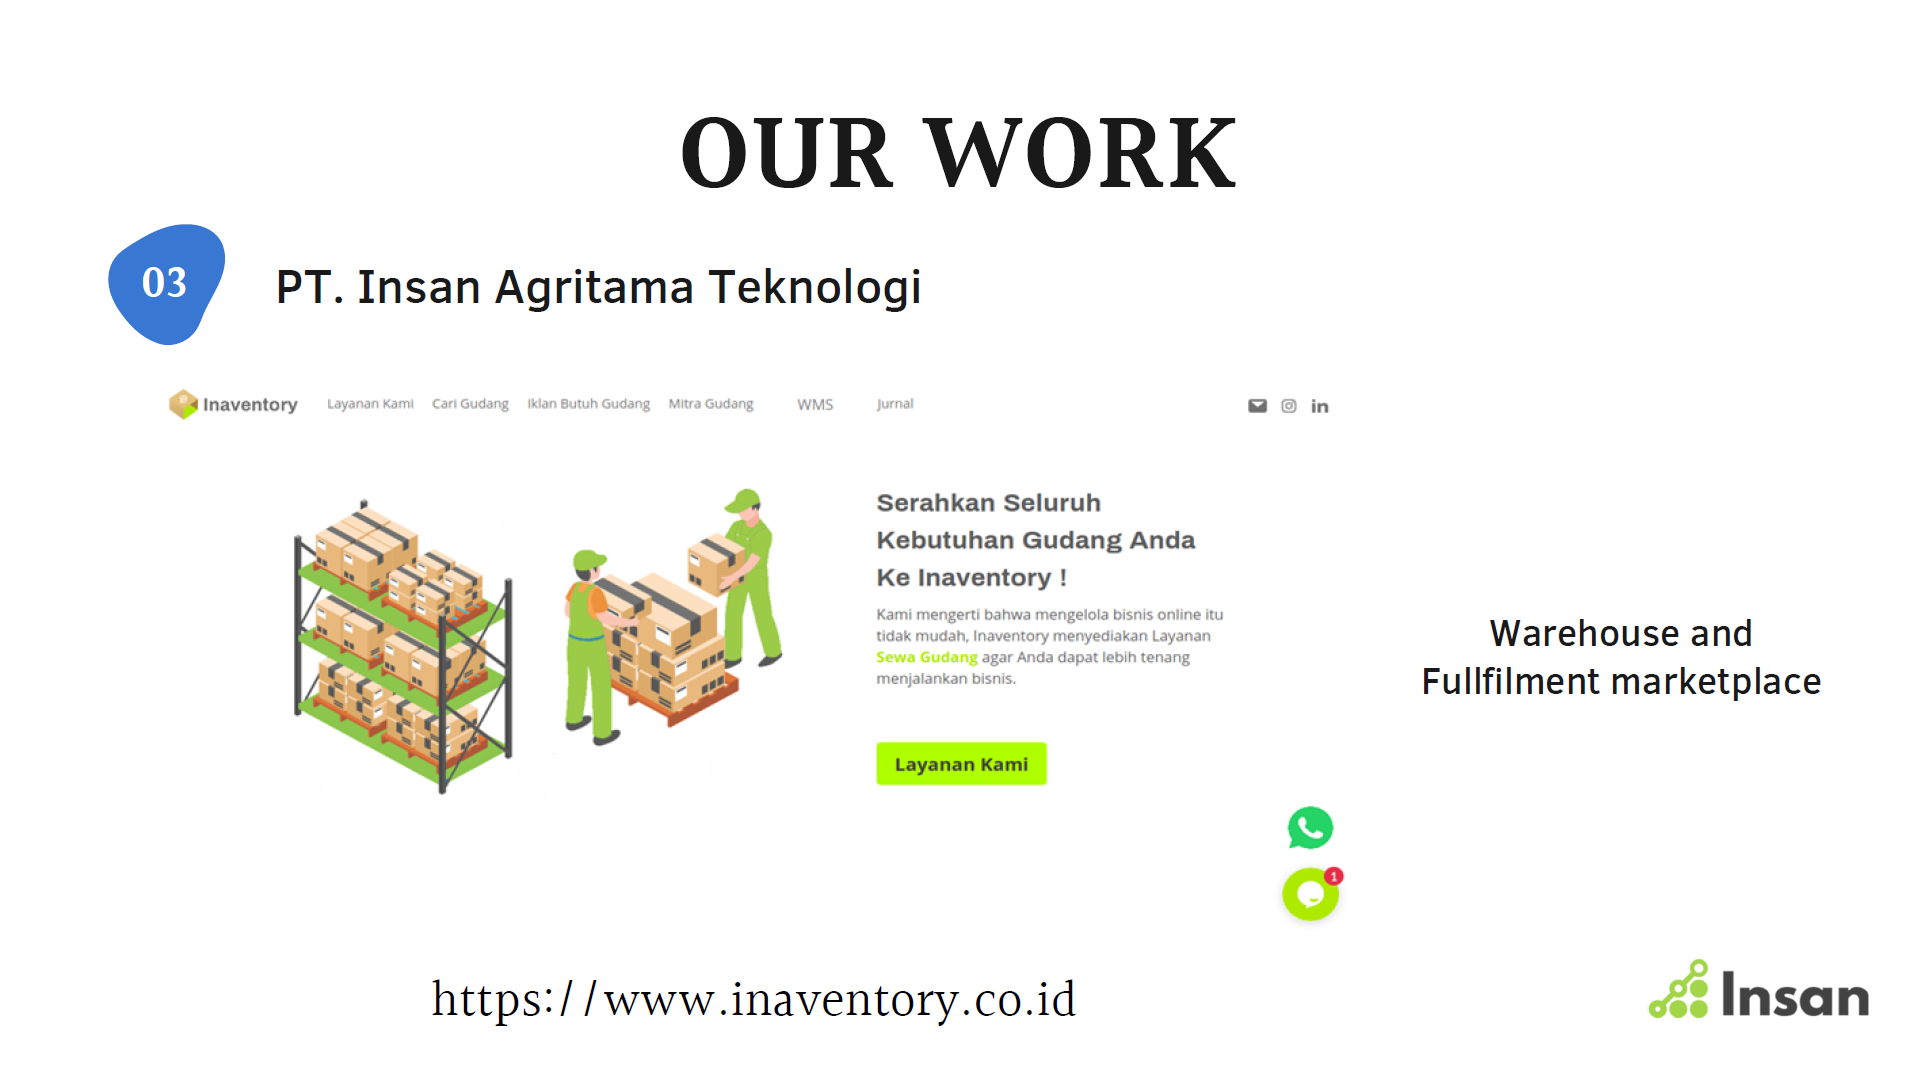 OUR WORK
03
PT. Insan Agritama Teknologi
Inaventory Layanan Kami Cari Gudang Iklan Butuh Gudang Mitra Gudang WMS Jurnal
Serahkan Seluruh
Kebutuhan Gudang Anda
Ke Inaventory !
Kami mengerti bahwa mengelola bisnis online itu
tidak mudah, Inaventory menyediakan Layanan
Sewa Gudang agar Anda dapat lebih tenang
menjalankan bisnis.
Layanan Kami
1
Warehouse and
Fullfilment marketplace
https://www.inaventory.co.id
Insan